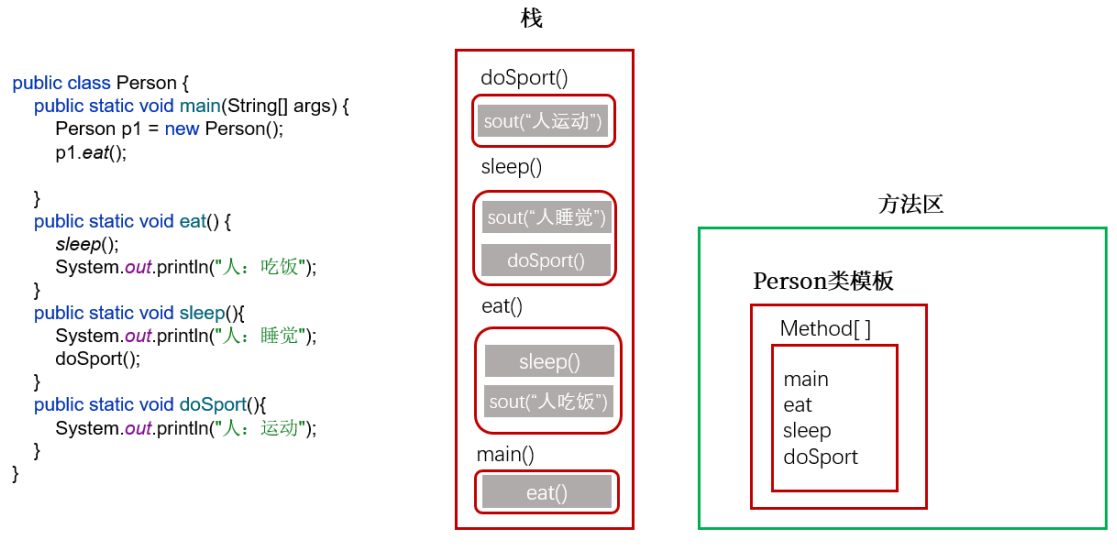 public class Person {
public static void main(String[] args) {
Person p1 = new Person();
p1.eat();
}
public static void eat() {
sleep();
System.out.println("人：吃饭");
}
public static void sleep(){
System.out.println("人：睡觉");
doSport();
}
public static void doSport(){
System.out.println("人：运动");
}
}
栈
doSport()
sout(“人运动”)
sleep()
sout(“人睡觉”)
doSport()
eat()
sleep()
sout(“人吃饭”)
main()
eat()
方法区
Person类模板
Method[ ]
main
eat
sleep
doSport